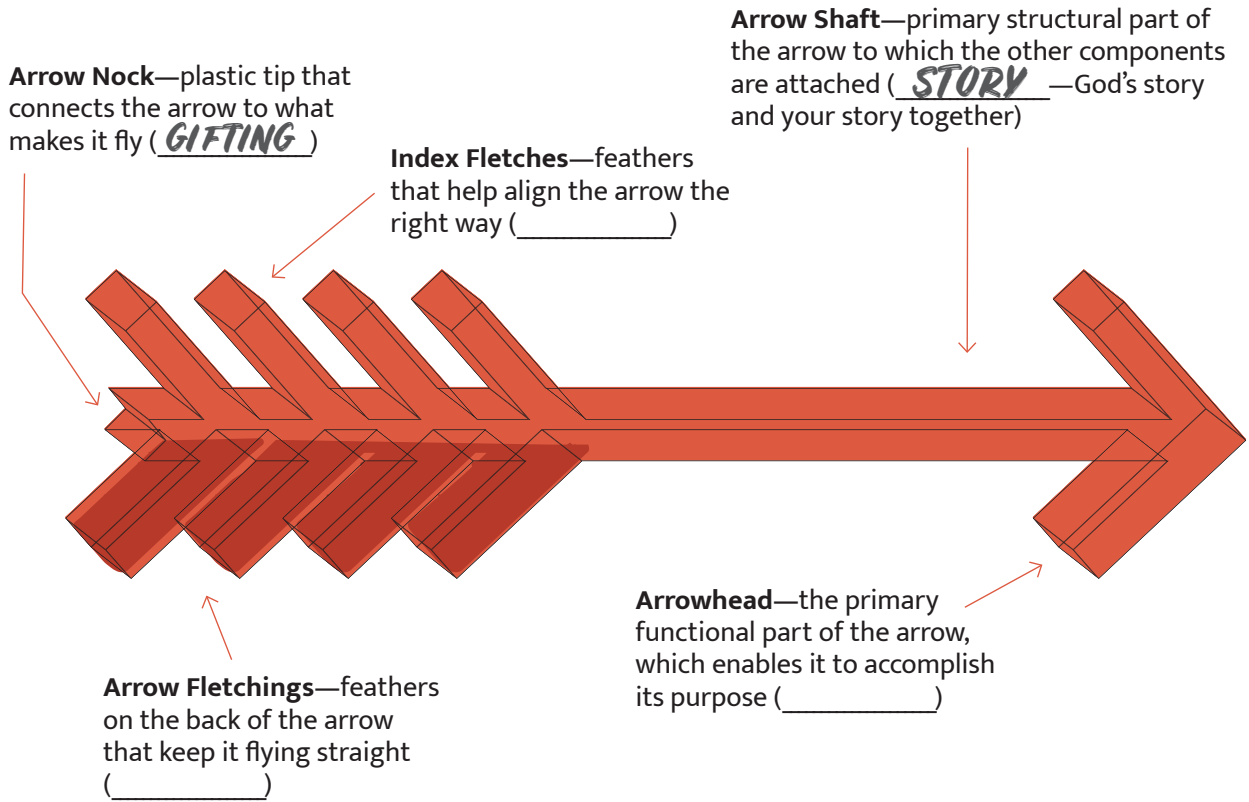 Arrow Nock—plastic tip that
connects the arrow to what
makes it fly (GIFTING)
Index Fletches—feathers
that help align the arrow the
right way (______________)
Arrow Shaft—primary structural part of
the arrow to which the other components
are attached (STORY—God’s story
and your story together)
Arrow Fletchings—feathers
on the back of the arrow
that keep it flying straight
(______________)
Arrowhead—the primary
functional part of the arrow,
which enables it to accomplish
its purpose (______________)